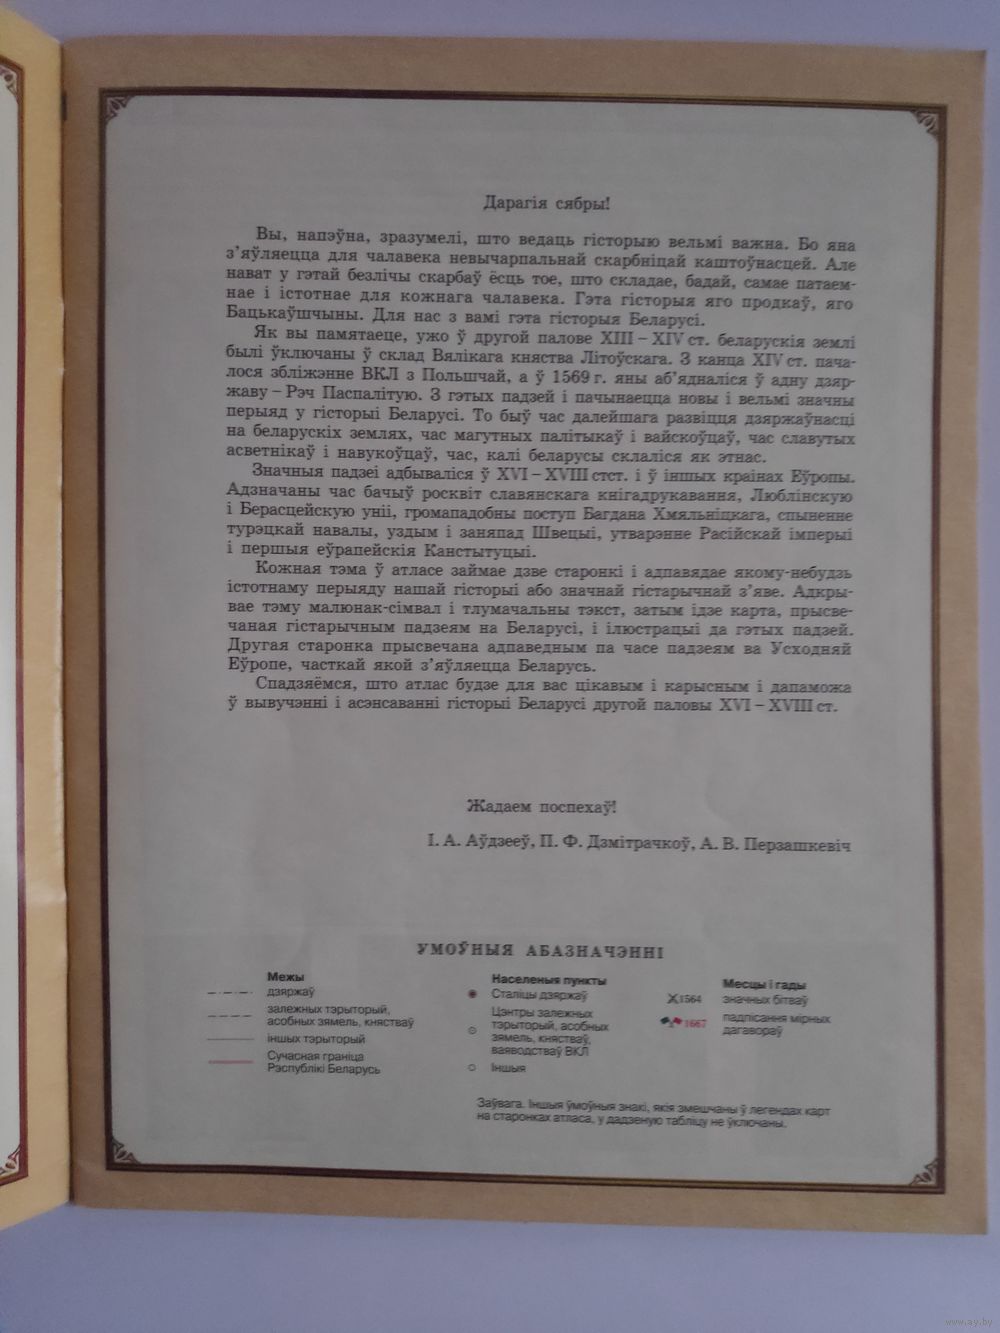 Дарагія сябры!
Вы, напэўна, зразумелі, што ведаць гісторыю вельмі важна. Бо яна
з’яўляецца для чалавека невычарпальнай скарбніцай каштоўнасцей. Але
нават у гэтай безлічы скарбаў ёсць тое, што складае, бадай, самае патаем-
нае і істотнае для кожнага чалавека. Гэта гісторыя яго продкаў, яго
Бацькаўшчыны. Для нас з вамі гэта гісторыя Беларусі.
Як вы памятаеце, ужо ў другой палове XIII – XIV ст. беларускія землі
былі ўключаны ў склад Вялікага княства Літоўскага. З канца XIV ст. пача-
лося збліжэнне ВКЛ з Польшчай, а ў 1569 г. яны аб’ядналіся ў адну дзяр-
жаву – Рэч Паспалітую. З гэтых падзей і пачынаецца новы і вельмі значны
перыяд у гісторыі Беларусі. То быў час далейшага развіцця дзяржаўнасці
на беларускіх землях, час магутных палітыкаў і вайскоўцаў, час славутых
асветнікаў і навукоўцаў, час, калі беларусы склаліся як этнас.
Значныя падзеі адбываліся ў XVI – XVIII стст. і ў іншых краінах Еўропы.
Адзначаны час бачыў росквіт славянскага кнігадрукавання, Люблінскую
і Берасцейскую уніі, громападобны поступ Багдана Хмяльніцкага, спыненне
турэцкай навалы, уздым і заняпад Швецыі, утварэнне Расійскай імперыі
і першыя еўрапейскія Канстытуцыі.
Кожная тэма ў атласе займае дзве старонкі і адпавядае якому-небудзь
істотнаму перыяду нашай гісторыі або значнай гістарычнай з’яве. Адкры-
вае тэму малюнак-сімвал і тлумачальны тэкст, затым ідзе карта, прысве-
чаная гістарычным падзеям на Беларусі, і ілюстрацыі да гэтых падзей.
Другая старонка прысвечана адпаведным па часе падзеям ва Усходняй
Еўропе, часткай якой з’яўляецца Беларусь.
Спадзяёмся, што атлас будзе для вас цікавым і карысным і дапаможа
ў вывучэнні і асэнсаванні гісторыі Беларусі другой паловы XVI – XVIII ст.
Жадаем поспехаў!
І. А. Аўдзееў, П. Ф. Дзмітрачкоў, А. В. Перзашкевіч
УМОЎНЫЯ АБАЗНАЧЭННІ
Межы
дзяржаў
залежных тэрыторый,
асобных зямель, княстваў
іншых тэрыторый
Сучасная граніца
Рэспублікі Беларусь
Населеныя пункты
Сталіцы дзяржаў
Цэнтры залежных
тэрыторый, асобных
зямель, княстваў,
ваяводстваў ВКЛ
Іншыя
Месцы і гады
1564 значных бітваў
1667 падпісання мірных
дагавораў
Заўвага. Іншыя ўмоўныя знакі, якія змешчаны ў легендах карт
на старонках атласа, у дадзеную табліцу не ўключаны.
www.ay.by